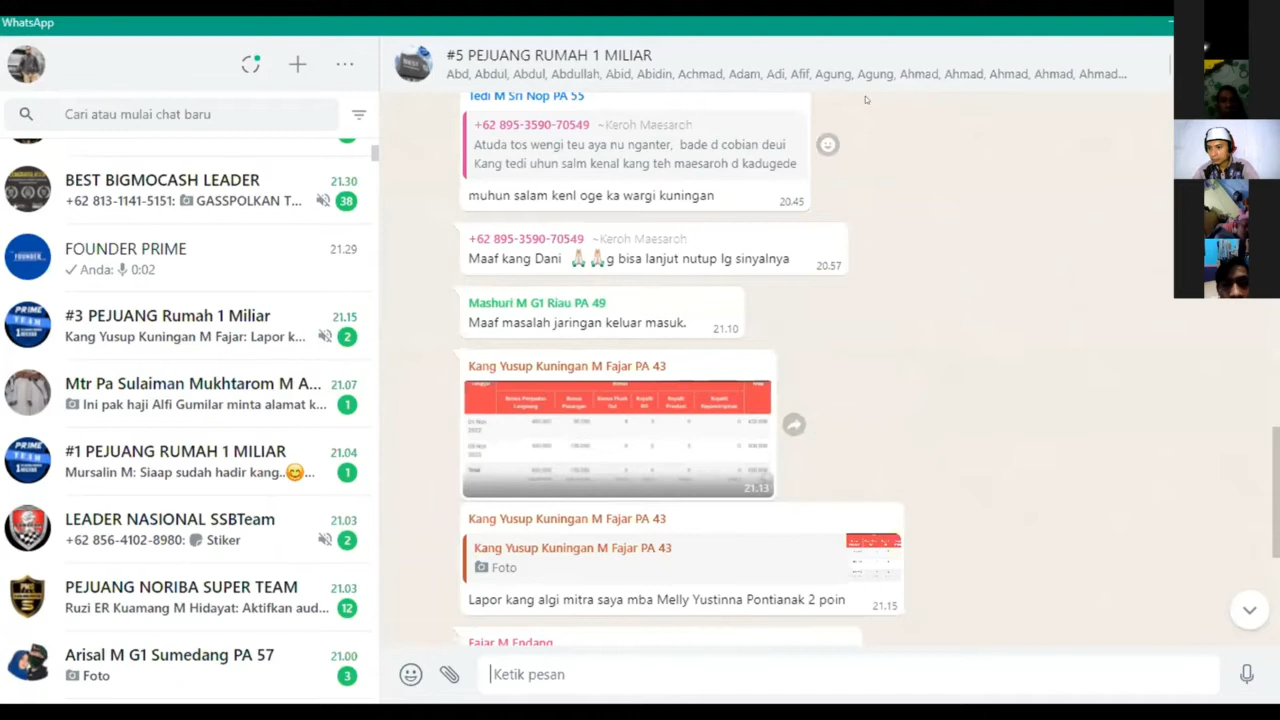 WhatsApp
Cari atau mulai chat baru
BEST BIGMOCASH LEADER
21.30
+62 813-1141-5151: GASSPOLKAN T...
38
FOUNDER PRIME
21.29
Anda: 0:02
#3 PEJUANG Rumah 1 Miliar
21.15
Kang Yusup Kuningan M Fajar: Lapor k...
2
Mtr Pa Sulaiman Mukhtarom M A...
21.07
Ini pak haji Alfi Gumilar minta alamat k...
1
#1 PEJUANG RUMAH 1 MILIAR
21.04
Mursalin M: Siaap sudah hadir kang..😊...
1
LEADER NASIONAL SSBTeam
21.03
+62 856-4102-8980: Stiker
2
PEJUANG NORIBA SUPER TEAM
21.03
Ruzi ER Kuamang M Hidayat: Aktifkan aud...
12
Arisal M G1 Sumedang PA 57
21.00
Foto
3
#5 PEJUANG RUMAH 1 MILIAR
Abd, Abdul, Abdul, Abdullah, Abid, Abidin, Achmad, Adam, Adi, Afif, Agung, Agung, Ahmad, Ahmad, Ahmad, Ahmad, Ahmad...
Tedi M Sri Nop PA 55
+62 895-3590-70549 ~Keroh Maesaroh
Atuda tos wengi teu aya nu nganter, bade d cobian deui
Kang tedi uhun salm kenal kang teh maesaroh d kadugede
muhun salam kenl oge ka wargi kuningan
20.45
+62 895-3590-70549 ~Keroh Maesaroh
Maaf kang Dani 🙏🏻🙏🏻g bisa lanjut nutup lg sinyalnya
20.57
Mashuri M G1 Riau PA 49
Maaf masalah jaringan keluar masuk.
21.10
Kang Yusup Kuningan M Fajar PA 43
21.13
Kang Yusup Kuningan M Fajar PA 43
Kang Yusup Kuningan M Fajar PA 43
Foto
Lapor kang algi mitra saya mba Melly Yustinna Pontianak 2 poin
21.15
Fajar M Endang
Ketik pesan